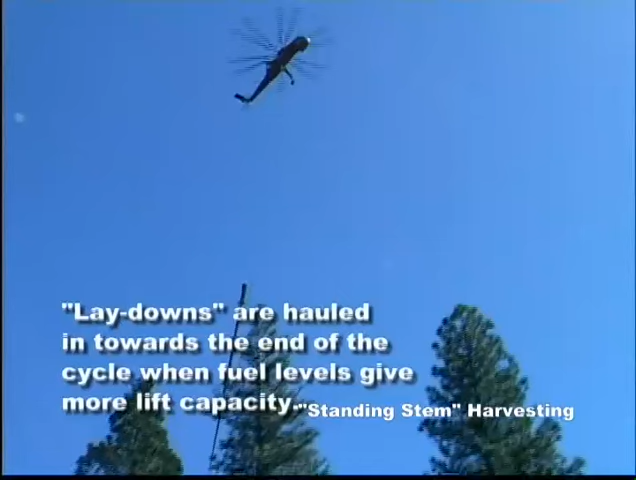 "Lay-downs" are hauled
in towards the end of the
cycle when fuel levels give
more lift capacity.
"Standing Stem" Harvesting